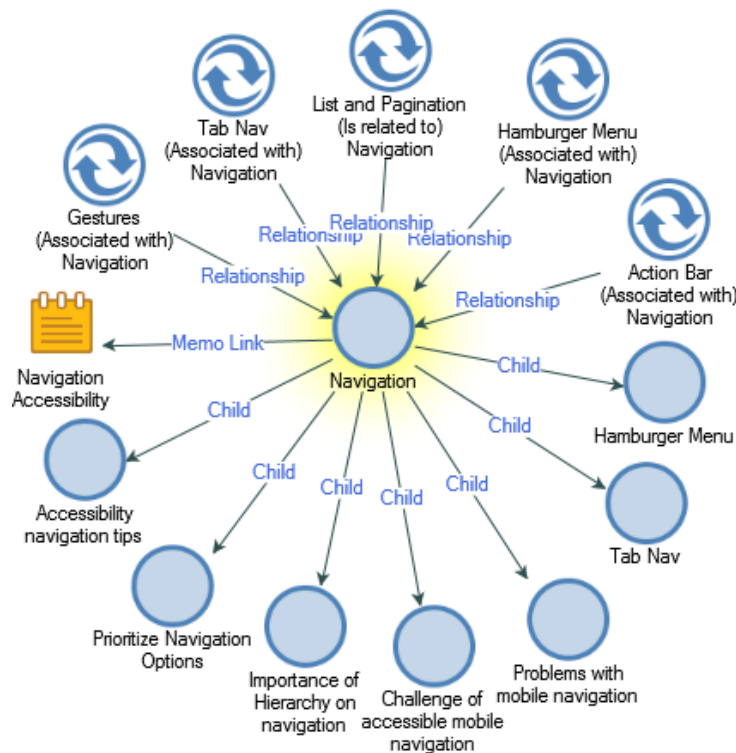 List and Pagination
(Is related to)
Navigation
Tab Nav
(Associated with)
Navigation
Hamburger Menu
(Associated with)
Navigation
Gestures
(Associated with)
Navigation
Action Bar
(Associated with)
Navigation
Relationship
Relationship
Relationship
Relationship
Relationship
Memo Link
Navigation
Accessibility
Navigation
Child
Hamburger Menu
Child
Child
Child
Child
Child
Child
Accessibility
navigation tips
Tab Nav
Prioritize Navigation
Options
Importance of
Hierarchy on
navigation
Challenge of
accessible mobile
navigation
Problems with
mobile navigation